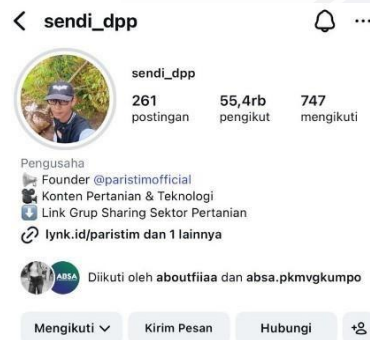 sendi_dpp
sendi_dpp
261 55,4rb 747
postingan pengikut mengikuti
Pengusaha
Founder @paristimofficial
Konten Pertanian & Teknologi
Link Grup Sharing Sektor Pertanian
lynk.id/paristim dan 1 lainnya
ABSA
Diikuti oleh aboutfiiaa dan absa.pkmvgkumpo
Mengikuti Kirim Pesan Hubungi